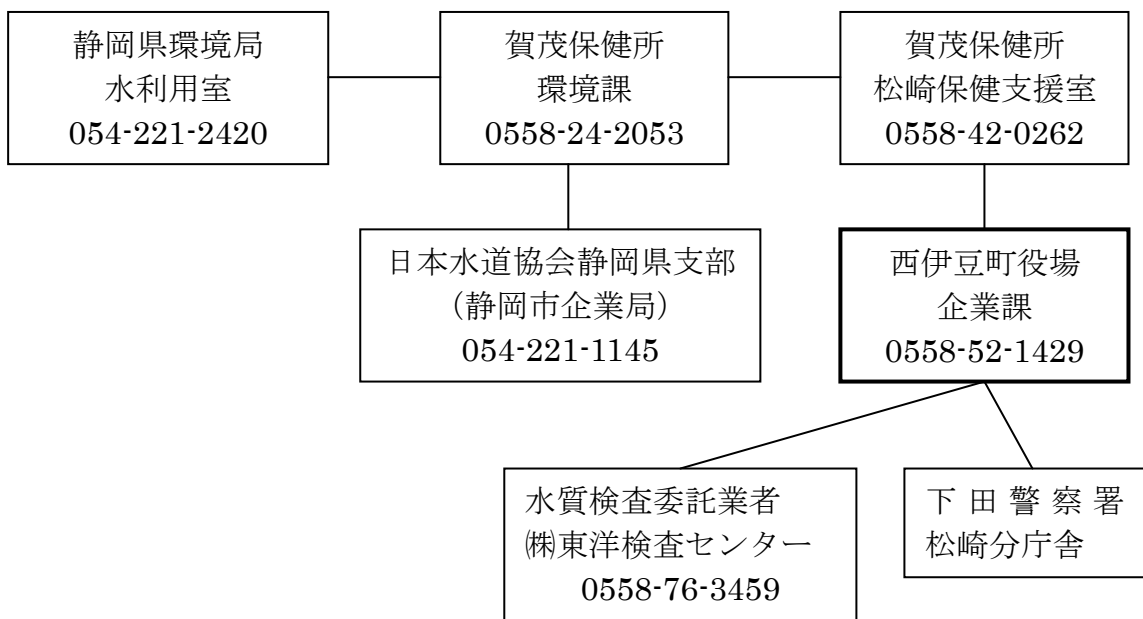 静岡県環境局
水利用室
054-221-2420
賀茂保健所
環境課
0558-24-2053
賀茂保健所
松崎保健支援室
0558-42-0262
日本水道協会静岡県支部
（静岡市企業局）
054-221-1145
西伊豆町役場
企業課
0558-52-1429
水質検査委託業者
㈱東洋検査センター
0558-76-3459
下田警察署
松崎分庁舎